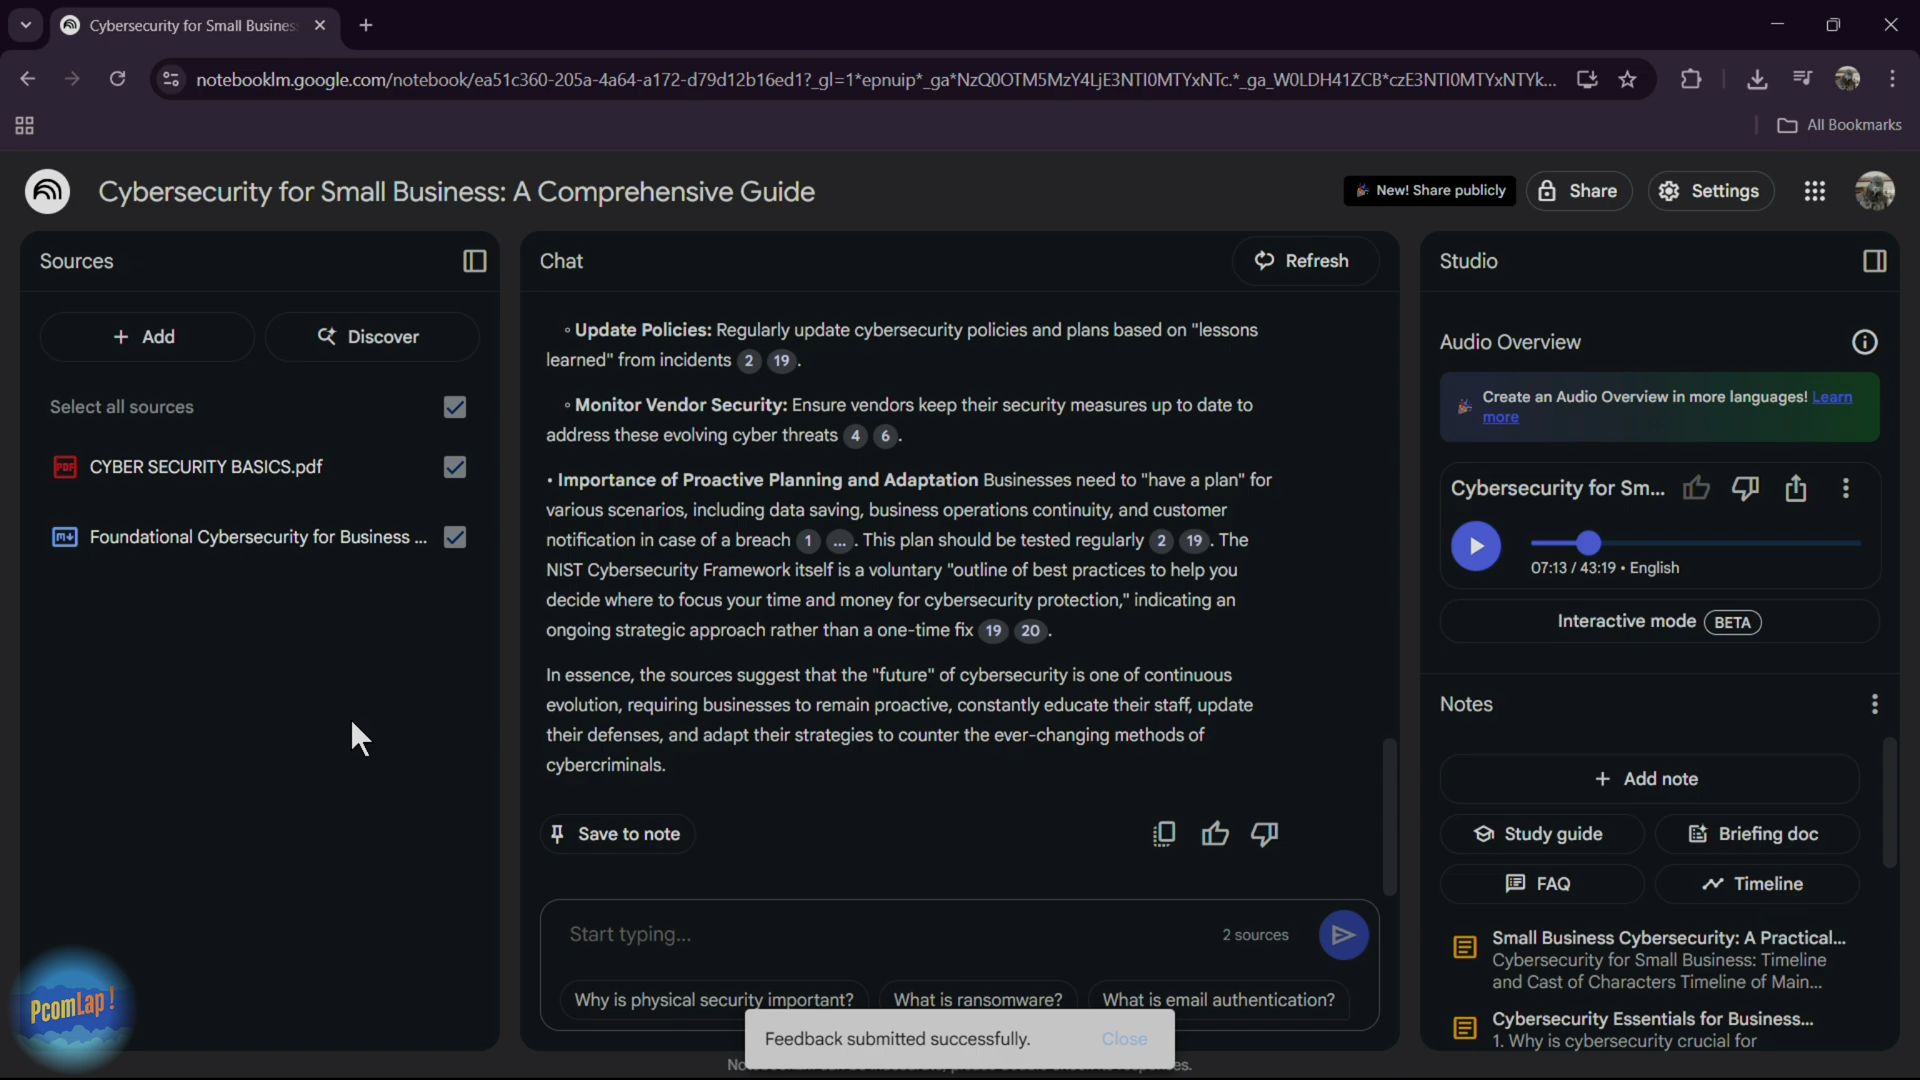 Cybersecurity for Small Busines
notebooklm.google.com/notebook/ea51c360-205a-4a64-a172-d79d12b16ed1?_gl=1*epnuip*_ga*NzQ0OTM5MzY4LjE3NTI0MTYxNTc.*_ga_W0LDH41ZCB*czE3NTI0MTYxNTYk...
All Bookmarks
Cybersecurity for Small Business: A Comprehensive Guide
New! Share publicly
Share
Settings
Sources
Add
Discover
Select all sources
PDF
CYBER SECURITY BASICS.pdf
Foundational Cybersecurity for Business ...
Chat
Refresh
◦ Update Policies: Regularly update cybersecurity policies and plans based on "lessons
learned" from incidents 2 19.
◦ Monitor Vendor Security: Ensure vendors keep their security measures up to date to
address these evolving cyber threats 4 6.
• Importance of Proactive Planning and Adaptation Businesses need to "have a plan" for
various scenarios, including data saving, business operations continuity, and customer
notification in case of a breach 1 .... This plan should be tested regularly 2 19. The
NIST Cybersecurity Framework itself is a voluntary "outline of best practices to help you
decide where to focus your time and money for cybersecurity protection," indicating an
ongoing strategic approach rather than a one-time fix 19 20.
In essence, the sources suggest that the "future" of cybersecurity is one of continuous
evolution, requiring businesses to remain proactive, constantly educate their staff, update
their defenses, and adapt their strategies to counter the ever-changing methods of
cybercriminals.
Save to note
Start typing...
2 sources
Why is physical security important?
What is ransomware?
What is email authentication?
Feedback submitted successfully.
Close
Studio
Audio Overview
Create an Audio Overview in more languages! Learn
more
Cybersecurity for Sm...
07:13 / 43:19 • English
Interactive mode BETA
Notes
Add note
Study guide
Briefing doc
FAQ
Timeline
Small Business Cybersecurity: A Practical...
Cybersecurity for Small Business: Timeline
and Cast of Characters Timeline of Main...
Cybersecurity Essentials for Business...
1. Why is cybersecurity crucial for
PcomLap!